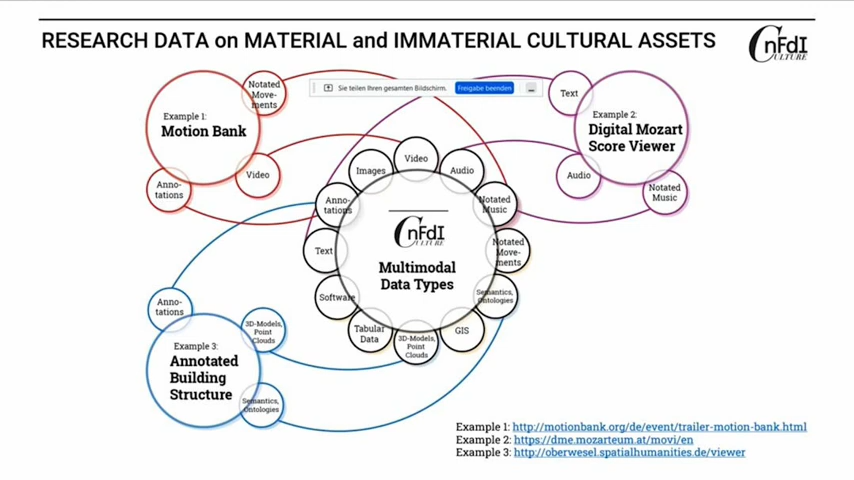 RESEARCH DATA on MATERIAL and IMMATERIAL CULTURAL ASSETS
CnFdI
CULTURE
Sie teilen Ihren gesamten Bildschirm.
Freigabe beenden
Example 1:
Motion Bank
Notated
Move-
ments
Video
Anno-
tations
Example 2:
Digital Mozart
Score Viewer
Text
Audio
Notated
Music
Images
Video
Audio
Anno-
tations
Notated
Music
Text
Notated
Move-
ments
Software
Semantics,
Ontologies
Tabular
Data
3D-Models,
Point
Clouds
GIS
CnFdI
CULTURE
Multimodal
Data Types
Anno-
tations
3D-Models,
Point
Clouds
Example 3:
Annotated
Building
Structure
Semantics,
Ontologies
Example 1: http://motionbank.org/de/event/trailer-motion-bank.html
Example 2: https://dme.mozarteum.at/movi/en
Example 3: http://oberwesel.spatialhumanities.de/viewer